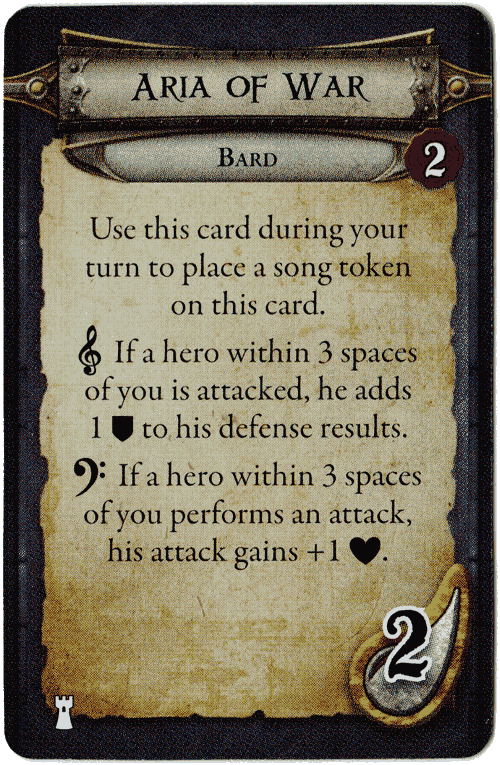 ARIA OF WAR
BARD
2
Use this card during your
turn to place a song token
on this card.
𝄞 If a hero within 3 spaces
of you is attacked, he adds
1 to his defense results.
𝄢 If a hero within 3 spaces
of you performs an attack,
his attack gains +1 ♥.
2